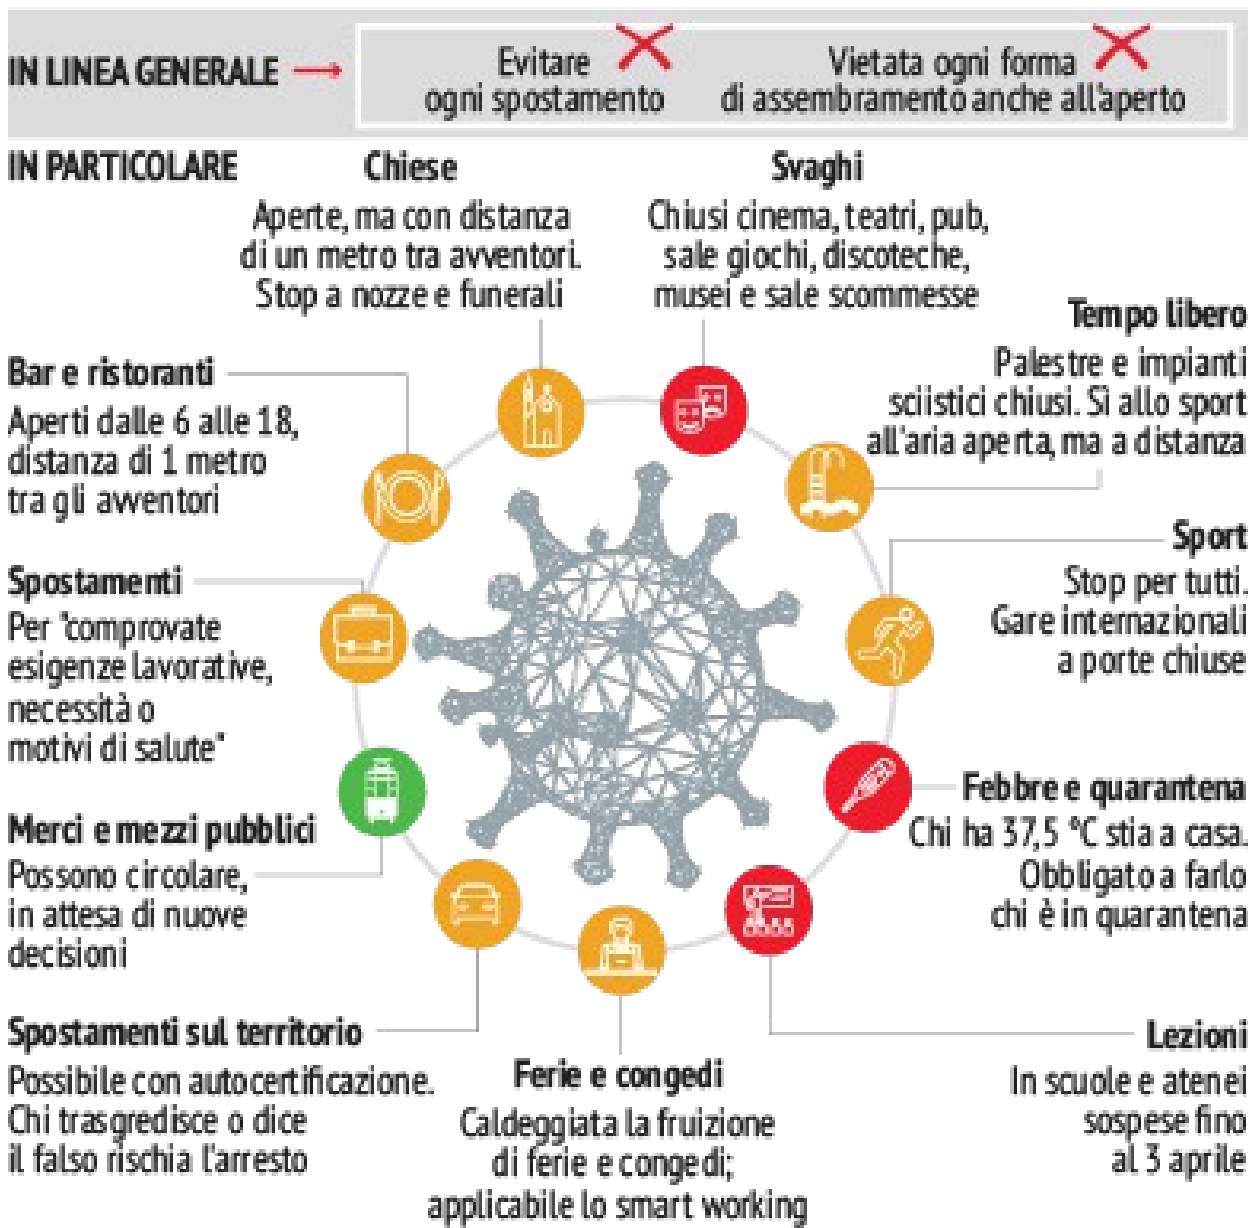 IN LINEA GENERALE
Evitare
ogni spostamento
Vietata ogni forma
di assembramento anche all'aperto
IN PARTICOLARE
Chiese
Aperte, ma con distanza
di un metro tra avventori.
Stop a nozze e funerali
Svaghi
Chiusi cinema, teatri, pub,
sale giochi, discoteche,
musei e sale scommesse
Tempo libero
Palestre e impianti
sciistici chiusi. Sì allo sport
all'aria aperta, ma a distanza
Bar e ristoranti
Aperti dalle 6 alle 18,
distanza di 1 metro
tra gli avventori
Sport
Stop per tutti.
Gare internazionali
a porte chiuse
Spostamenti
Per "comprovate
esigenze lavorative,
necessità o
motivi di salute"
Febbre e quarantena
Chi ha 37,5 °C stia a casa.
Obbligato a farlo
chi è in quarantena
Merci e mezzi pubblici
Possono circolare,
in attesa di nuove
decisioni
Spostamenti sul territorio
Possibile con autocertificazione.
Chi trasgredisce o dice
il falso rischia l'arresto
Ferie e congedi
Caldeggiata la fruizione
di ferie e congedi;
applicabile lo smart working
Lezioni
In scuole e atenei
sospese fino
al 3 aprile